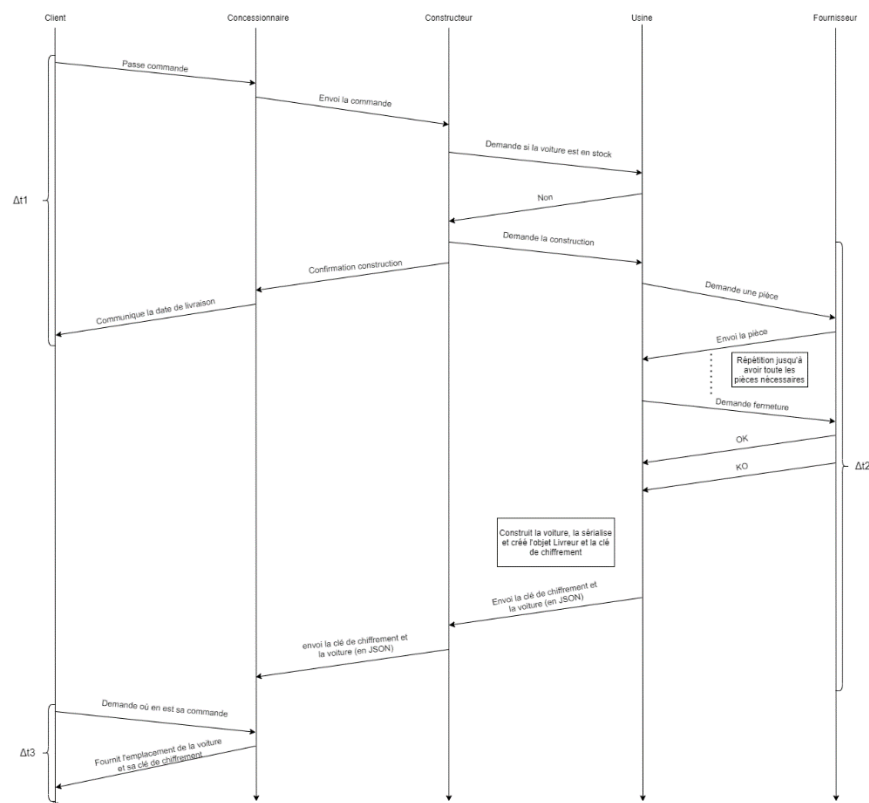 Client
Concessionnaire
Constructeur
Usine
Fournisseur
Passe commande
Envoi la commande
Demande si la voiture est en stock
Non
Δt1
Demande la construction
Confirmation construction
Demande une pièce
Communique la date de livraison
Envoi la pièce
Répétition jusqu'à
avoir toute les
pièces nécessaires
Demande fermeture
OK
KO
Δt2
Construit la voiture, la sérialise
et créé l'objet Livreur et la clé
de chiffrement
Envoi la clé de chiffrement et
la voiture (en JSON)
envoi la clé de chiffrement et
la voiture (en JSON)
Demande où en est sa commande
Δt3
Fournit l'emplacement de la voiture
et sa clé de chiffrement